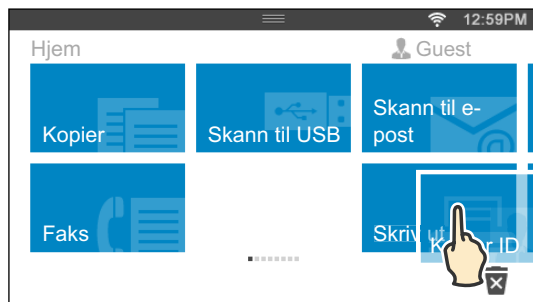 12:59PM
Hjem
Guest
Kopier
Skann til USB
Skann til e-
post
Faks
Skriv ut
ID